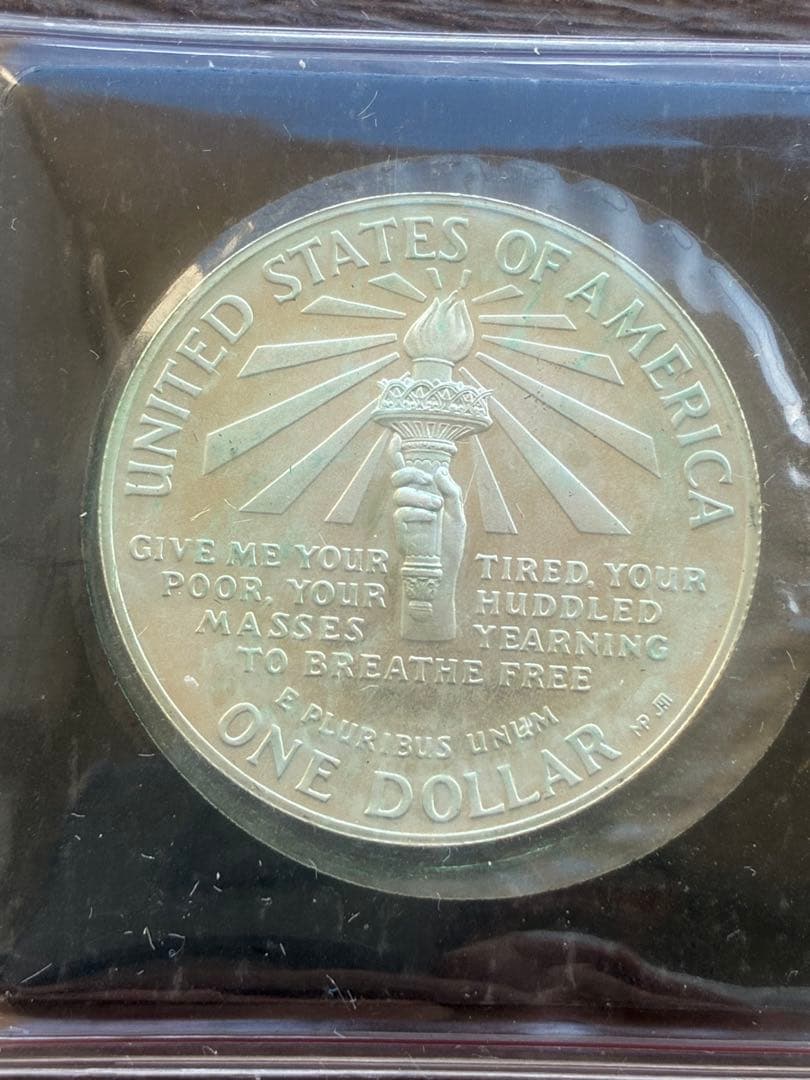 UNITED STATES OF AMERICA
GIVE ME YOUR TIRED, YOUR
POOR, YOUR HUDDLED
MASSES YEARNING
TO BREATHE FREE
E PLURIBUS UNUM
ONE DOLLAR